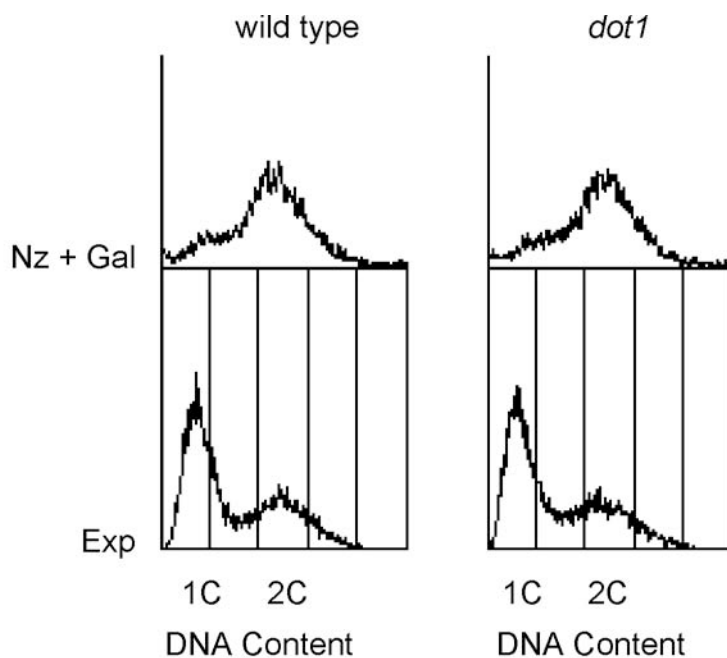 wild type
dot1
Nz + Gal
Exp
1C 2C
1C 2C
DNA Content
DNA Content